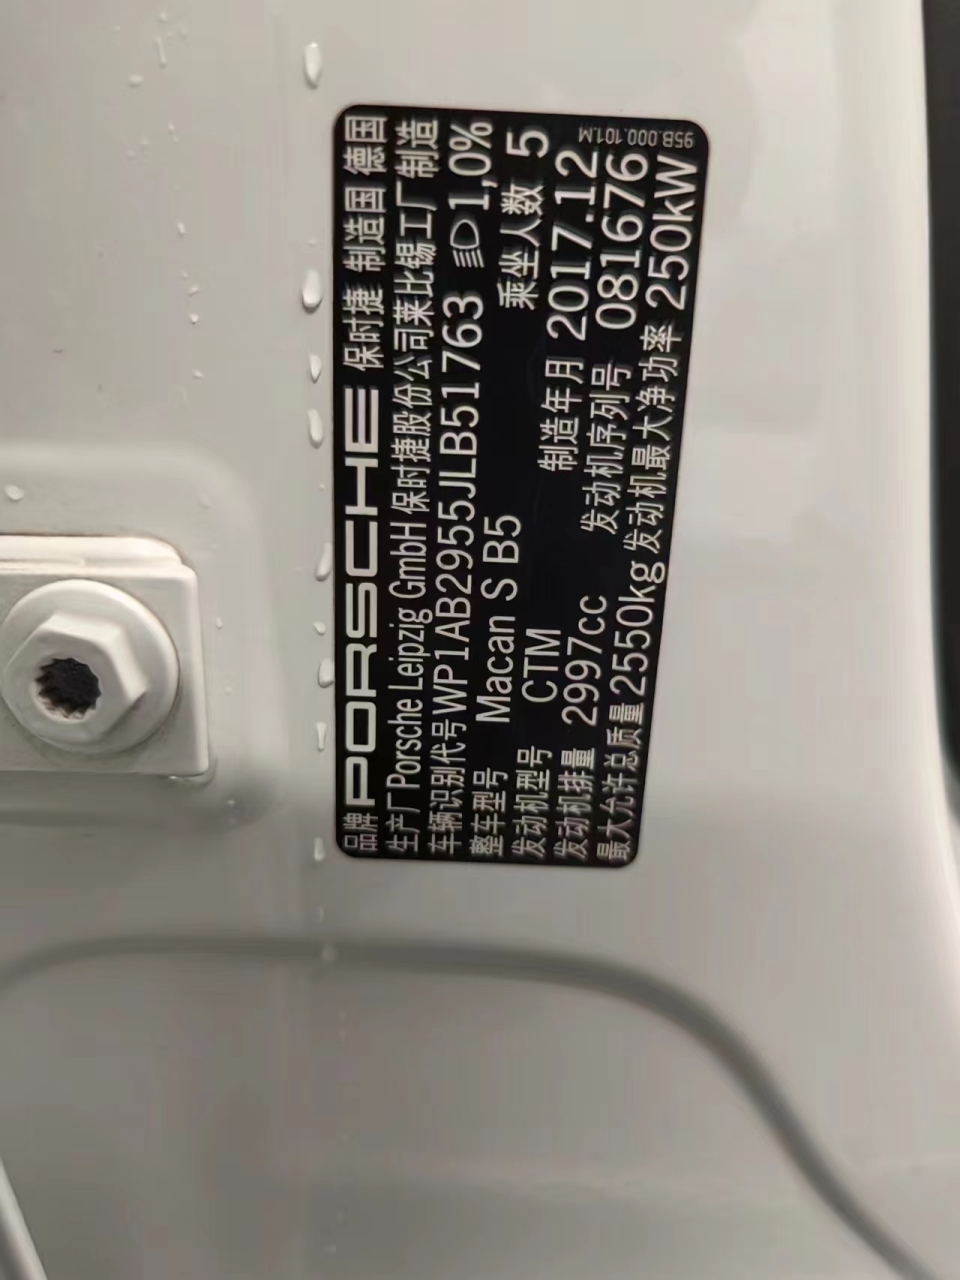 品牌 PORSCHE 保时捷 制造国 德国
生产厂 Porsche Leipzig GmbH 保时捷股份公司莱比锡工厂制造
车辆识别代号 WP1AB2955JLB51763 1,0%
整车型号 Macan S B5 乘坐人数 5
发动机型号 CTM 制造年月 2017.12
发动机排量 2997cc 发动机序列号 081676
最大允许总质量 2550kg 发动机最大净功率 250kW
95B.000.101.M